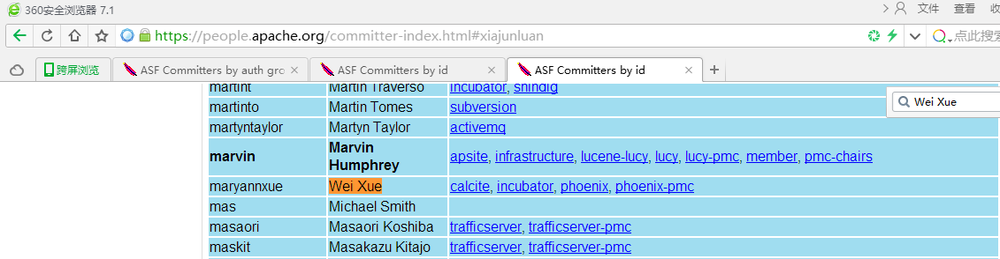 360安全浏览器 7.1
文件 查看 收
https://people.apache.org/committer-index.html#xiajunluan
点此搜索
跨屏浏览 ASF Committers by auth gro ASF Committers by id ASF Committers by id
martint Martin Traverso incubator, shindig
Wei Xue
martinto Martin Tomes subversion
martyntaylor Martyn Taylor activemq
marvin Marvin
Humphrey apsite, infrastructure, lucene-lucy, lucy, lucy-pmc, member, pmc-chairs
maryannxue Wei Xue calcite, incubator, phoenix, phoenix-pmc
mas Michael Smith
masaori Masaori Koshiba trafficserver, trafficserver-pmc
maskit Masakazu Kitajo trafficserver, trafficserver-pmc